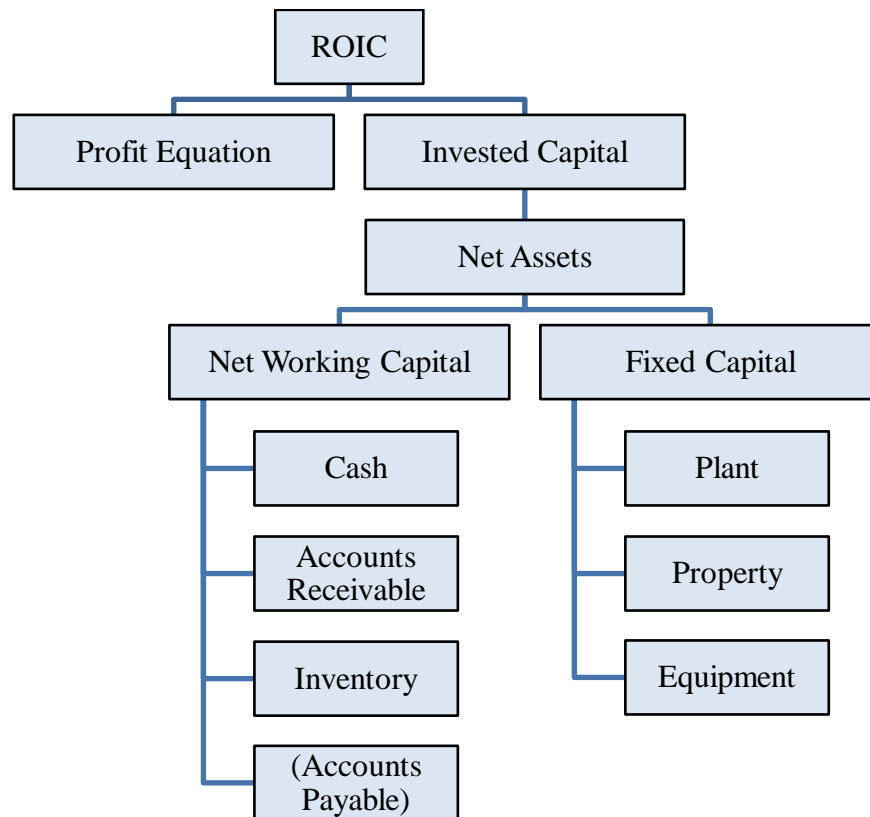 ROIC
Profit Equation
Invested Capital
Net Assets
Net Working Capital
Fixed Capital
Cash
Accounts
Receivable
Inventory
(Accounts
Payable)
Plant
Property
Equipment